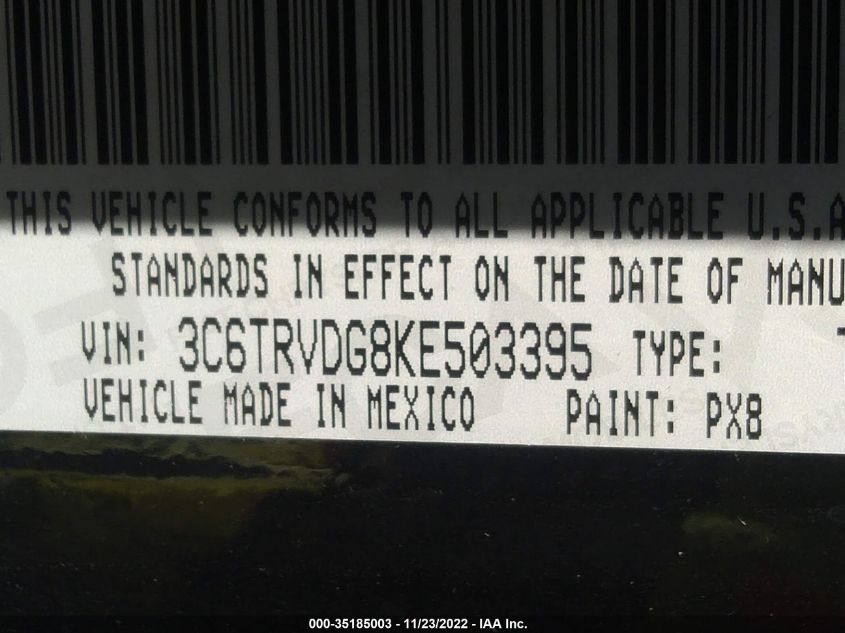 THIS VEHICLE CONFORMS TO ALL APPLICABLE U.S.A
STANDARDS IN EFFECT ON THE DATE OF MANU
VIN: 3C6TRVDG8KE503395 TYPE:
VEHICLE MADE IN MEXICO PAINT: PX8
000-35185003 - 11/23/2022 - IAA Inc.